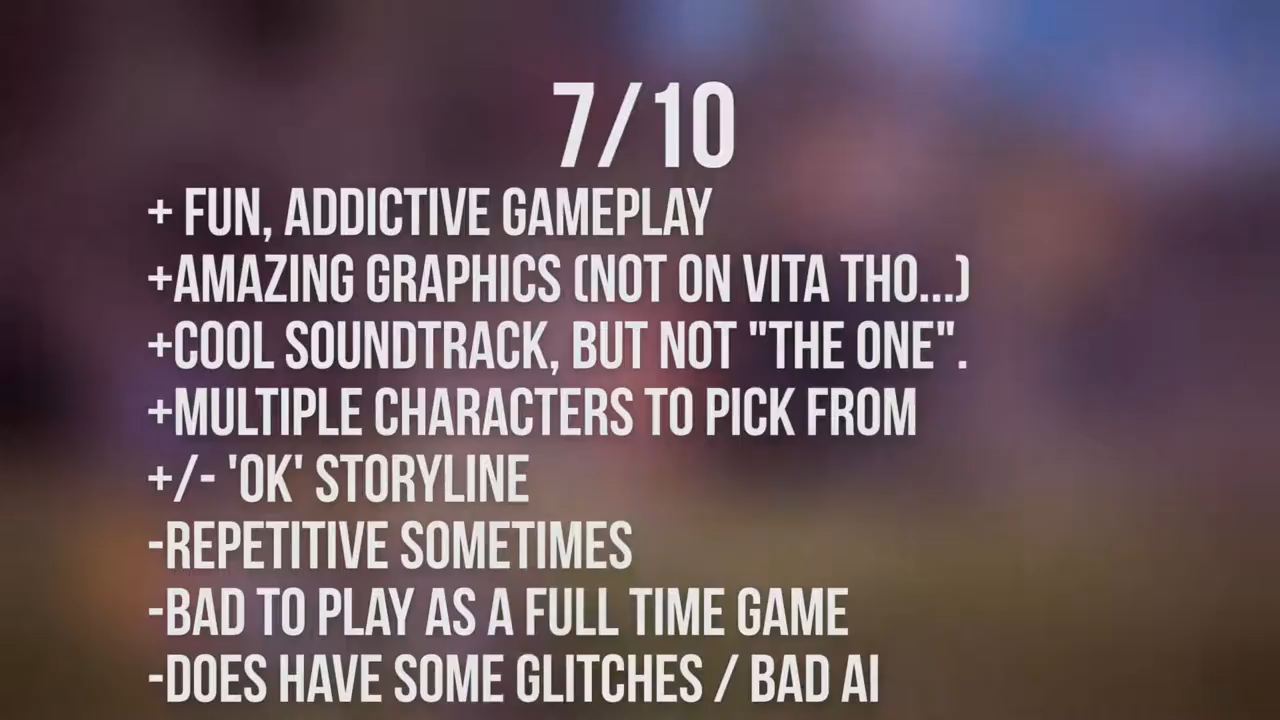 7/10
+ FUN, ADDICTIVE GAMEPLAY
+AMAZING GRAPHICS (NOT ON VITA THO...)
+COOL SOUNDTRACK, BUT NOT "THE ONE".
+MULTIPLE CHARACTERS TO PICK FROM
+/- 'OK' STORYLINE
-REPETITIVE SOMETIMES
-BAD TO PLAY AS A FULL TIME GAME
-DOES HAVE SOME GLITCHES / BAD AI